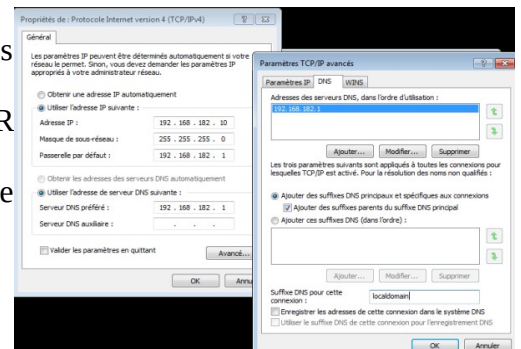 s
R
e
Propriétés de : Protocole Internet version 4 (TCP/IPv4)
Général
Les paramètres IP peuvent être déterminés automatiquement si votre
réseau le permet. Sinon, vous devez demander les paramètres IP
appropriés à votre administrateur réseau.
Obtenir une adresse IP automatiquement
Utiliser l'adresse IP suivante :
Adresse IP : 192 . 168 . 182 . 10
Masque de sous-réseau : 255 . 255 . 255 . 0
Passerelle par défaut : 192 . 168 . 182 . 1
Obtenir les adresses des serveurs DNS automatiquement
Utiliser l'adresse de serveur DNS suivante :
Serveur DNS préféré : 192 . 168 . 182 . 1
Serveur DNS auxiliaire : . . .
Valider les paramètres en quittant
Avancé...
OK
Annu
Paramètres TCP/IP avancés
Paramètres IP DNS WINS
Adresses des serveurs DNS, dans l'ordre d'utilisation :
192.168.182.1
Ajouter... Modifier... Supprimer
Les trois paramètres suivants sont appliqués à toutes les connexions pour
lesquelles TCP/IP est activé. Pour la résolution des noms non qualifiés :
Ajouter des suffixes DNS principaux et spécifiques aux connexions
Ajouter des suffixes parents du suffixe DNS principal
Ajouter ces suffixes DNS (dans l'ordre) :
Ajouter... Modifier... Supprimer
Suffixe DNS pour cette
connexion : localdomain
Enregistrer les adresses de cette connexion dans le système DNS
Utiliser le suffixe DNS de cette connexion pour l'enregistrement DNS
OK Annuler